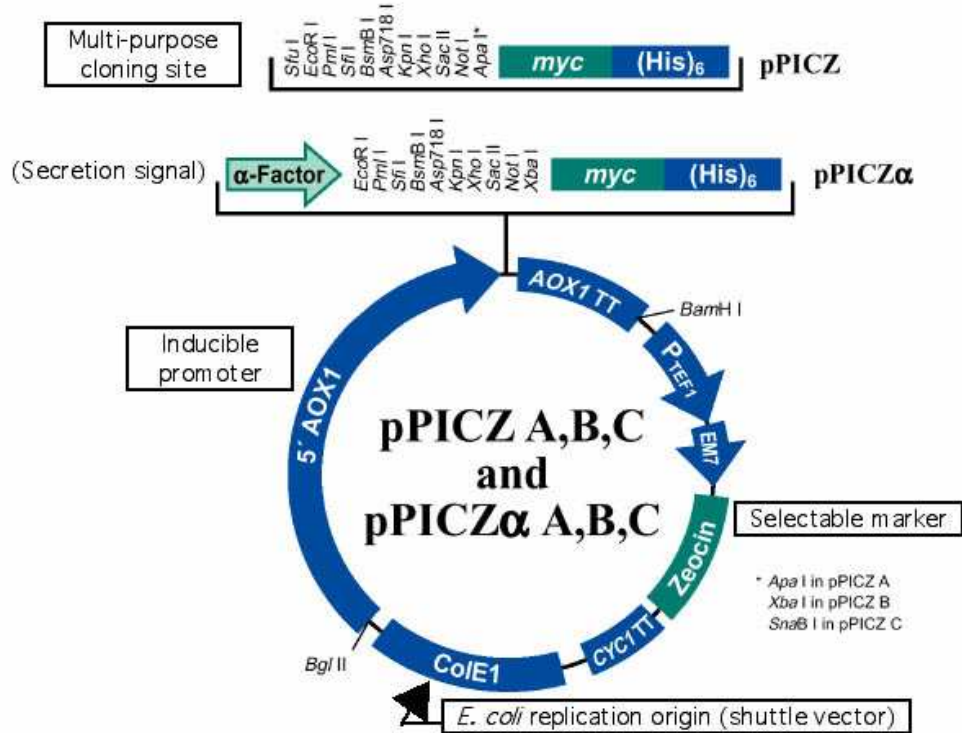 Multi-purpose
cloning site
Sfu I
EcoR I
Pml I
Sfi I
BsmB I
Asp718 I
Kpn I
Xho I
Sac II
Not I
Apa I*
myc
(His)6
pPICZ
(Secretion signal)
α-Factor
EcoR I
Pml I
Sfi I
BsmB I
Asp718 I
Kpn I
Xho I
Sac II
Not I
Xba I
myc
(His)6
pPICZα
AOX1 TT
BamH I
Inducible
promoter
PTEF1
5´ AOX1
EM7
pPICZ A,B,C
and
pPICZα A,B,C
Selectable marker
Zeocin
* Apa I in pPICZ A
Xba I in pPICZ B
SnaB I in pPICZ C
CYC1 TT
Bgl II
ColE1
E. coli replication origin (shuttle vector)